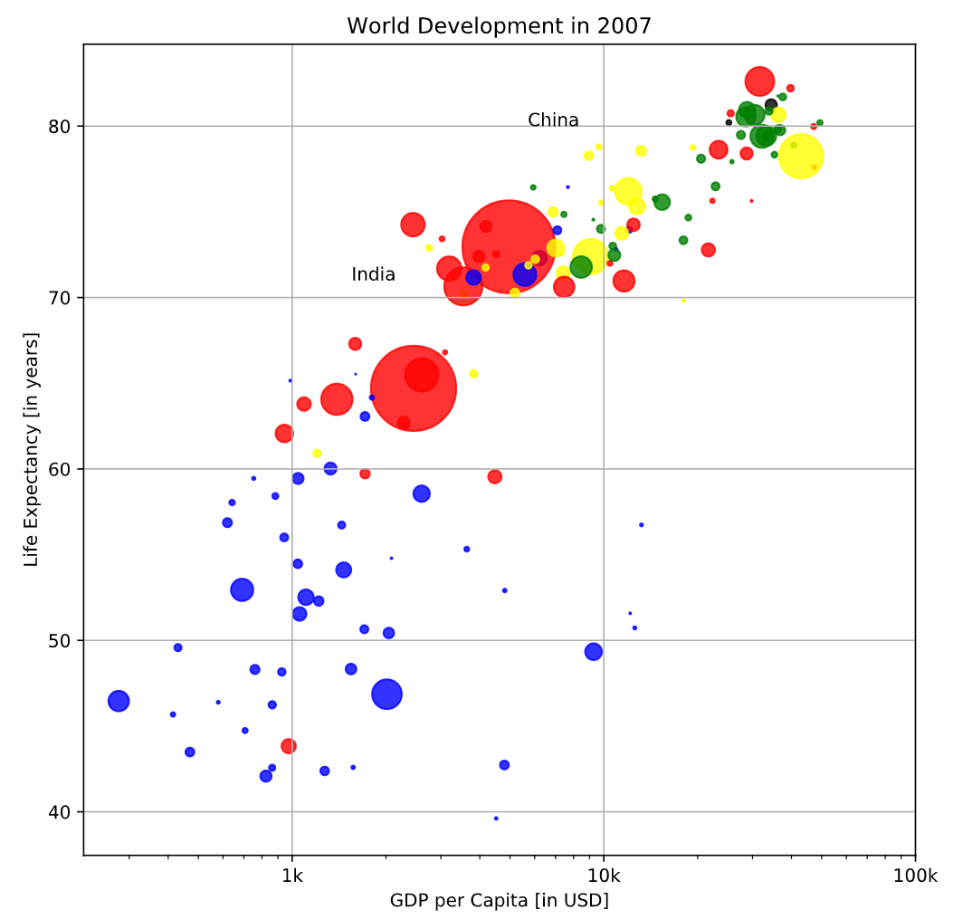 World Development in 2007
China
India
80
70
60
50
40
Life Expectancy [in years]
1k
10k
100k
GDP per Capita [in USD]